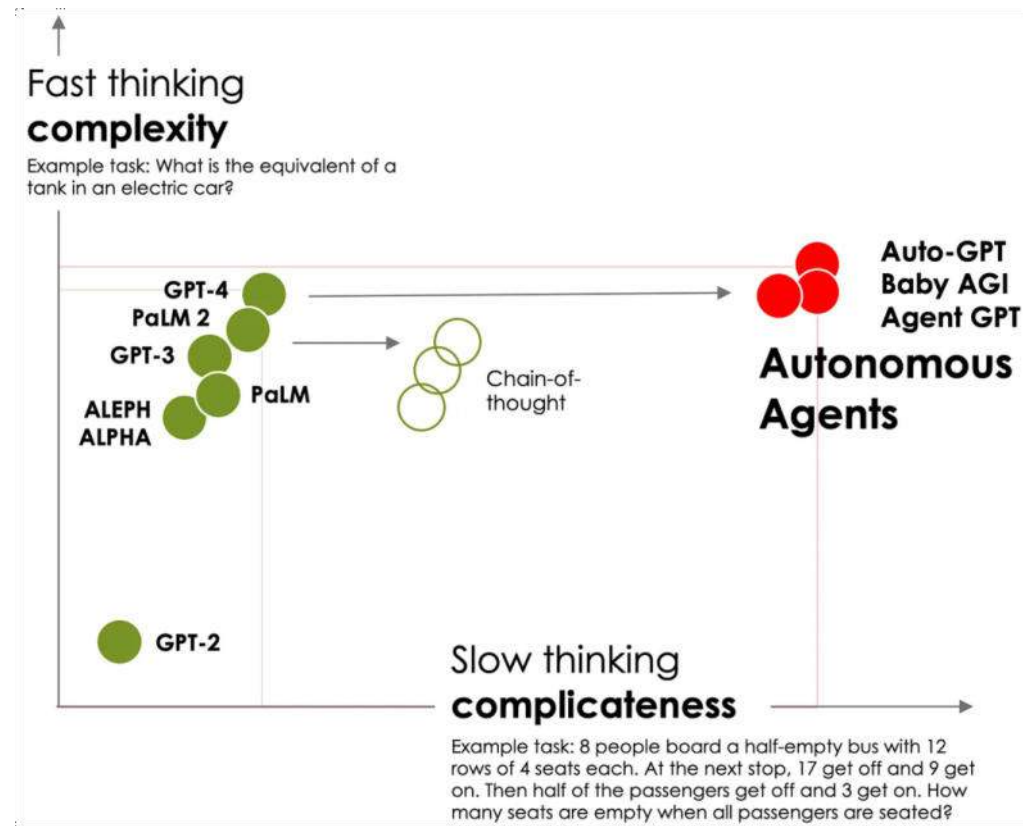 Fast thinking
complexity
Example task: What is the equivalent of a
tank in an electric car?
GPT-4
PaLM 2
GPT-3
PaLM
ALEPH
ALPHA
Chain-of-
thought
Auto-GPT
Baby AGI
Agent GPT
Autonomous
Agents
GPT-2
Slow thinking
complicateness
Example task: 8 people board a half-empty bus with 12
rows of 4 seats each. At the next stop, 17 get off and 9 get
on. Then half of the passengers get off and 3 get on. How
many seats are empty when all passengers are seated?